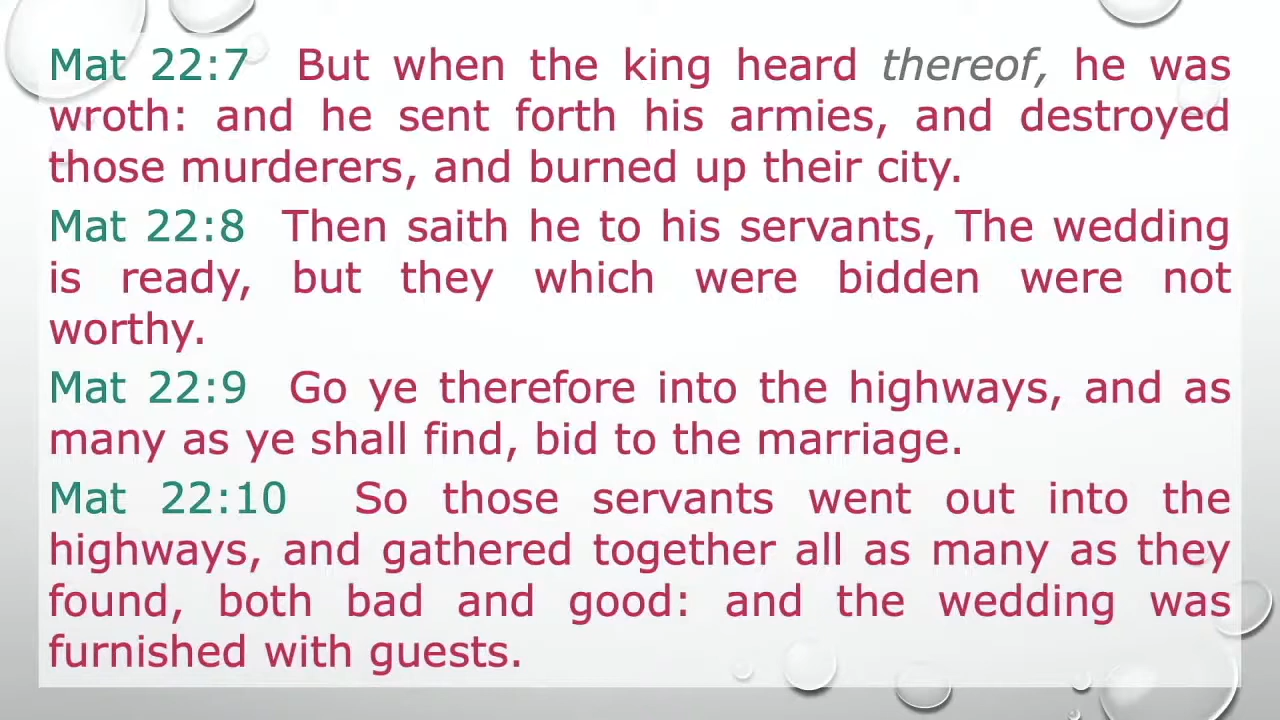 Mat 22:7 But when the king heard thereof, he was
wroth: and he sent forth his armies, and destroyed
those murderers, and burned up their city.
Mat 22:8 Then saith he to his servants, The wedding
is ready, but they which were bidden were not
worthy.
Mat 22:9 Go ye therefore into the highways, and as
many as ye shall find, bid to the marriage.
Mat 22:10 So those servants went out into the
highways, and gathered together all as many as they
found, both bad and good: and the wedding was
furnished with guests.